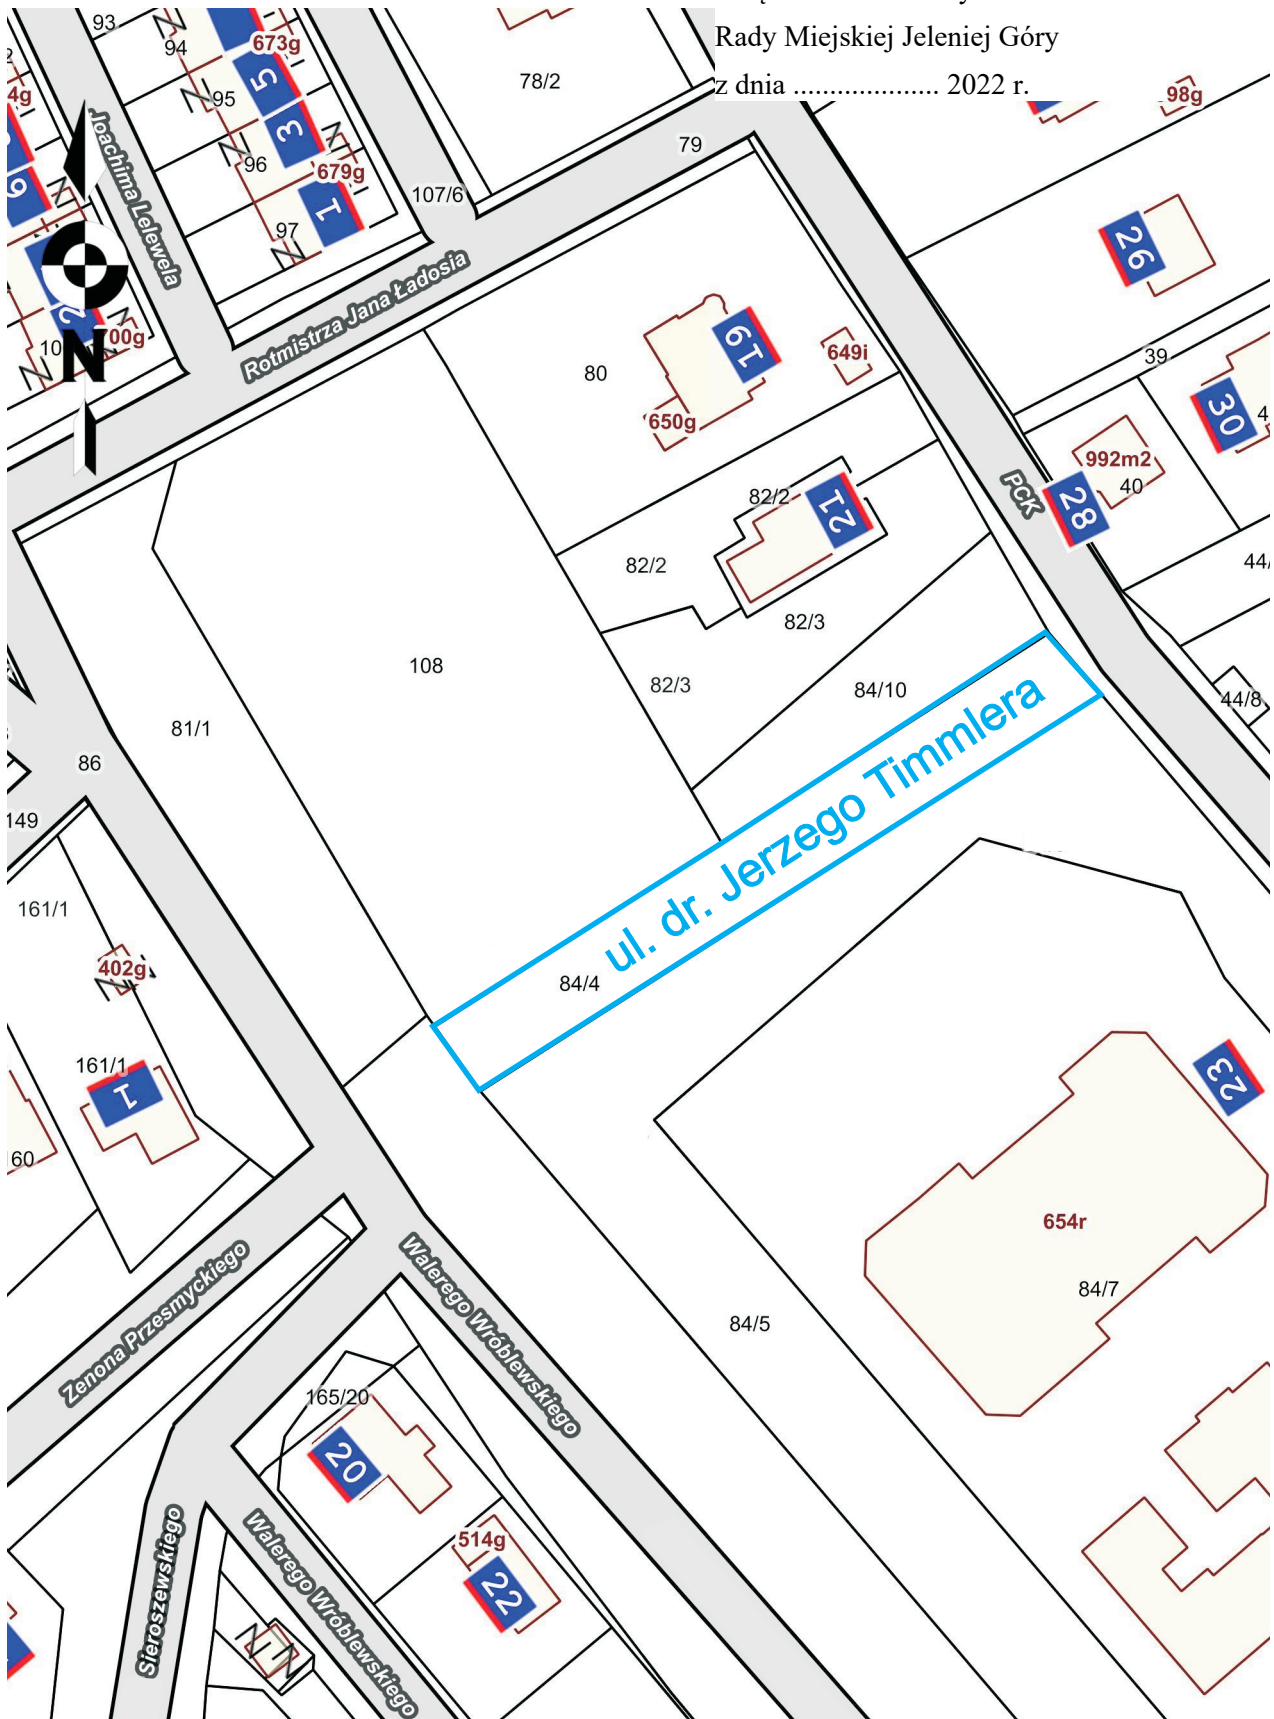 Rady Miejskiej Jeleniej Góry
z dnia .................... 2022 r.
93
94
673g
5
95
3
96
679g
1
97
107/6
78/2
79
98g
26
4g
6
Joachima Lelewela
Rotmistrza Jana Ładosia
2
N
80
19
649i
650g
39
30
992m2
40
28
PCK
82/2
21
82/2
82/3
82/3
84/10
44/8
108
81/1
86
149
ul. dr. Jerzego Timmlera
84/4
161/1
402g
161/1
1
23
654r
84/7
84/5
Zenona Przesmyckiego
Walerego Wróblewskiego
165/20
20
514g
22
Sieroszewskiego
Walerego Wróblewskiego